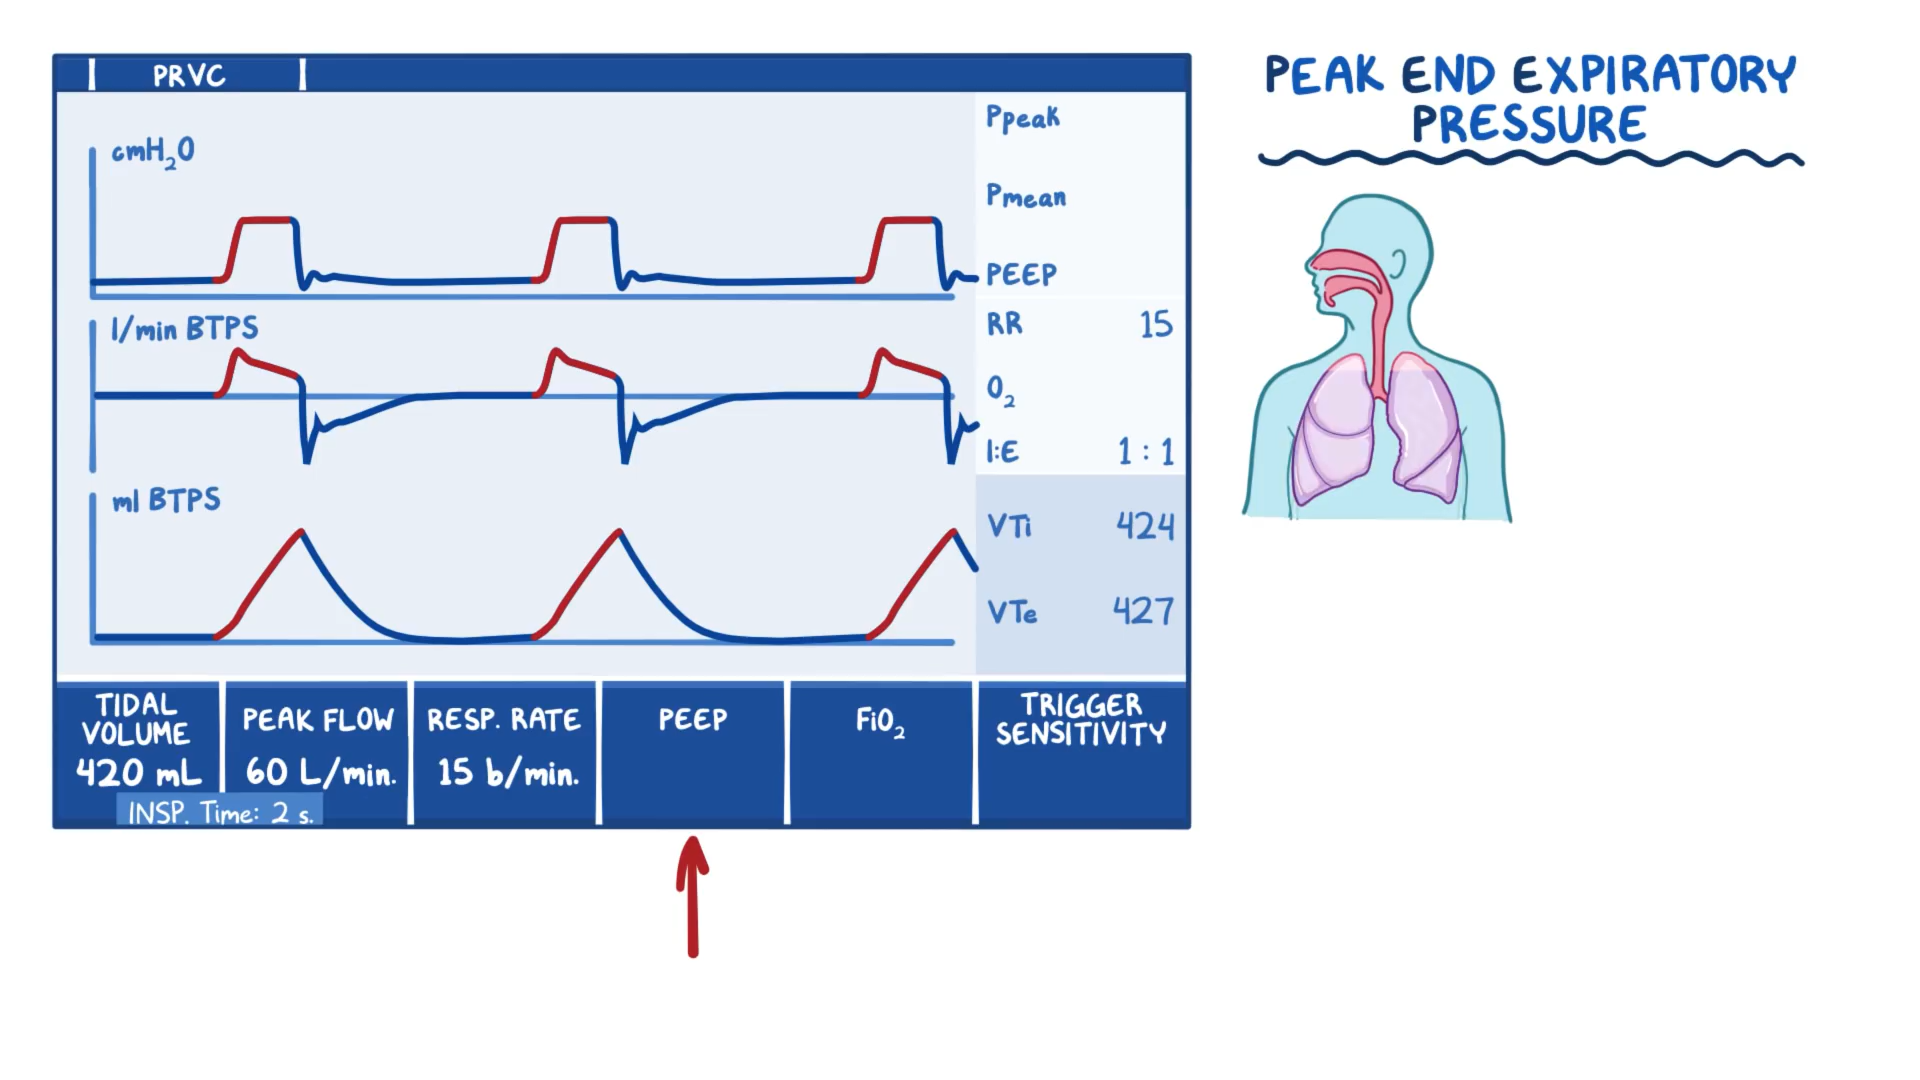 PRVC
PEAK END EXPIRATORY
PRESSURE
cmH₂O
Ppeak
Pmean
PEEP
l/min BTPS
RR 15
O₂
I:E 1 : 1
ml BTPS
VTi 424
VTe 427
TIDAL
VOLUME
420 mL
PEAK FLOW
60 L/min.
INSP. Time: 2 s.
RESP. RATE
15 b/min.
PEEP
FiO₂
TRIGGER
SENSITIVITY